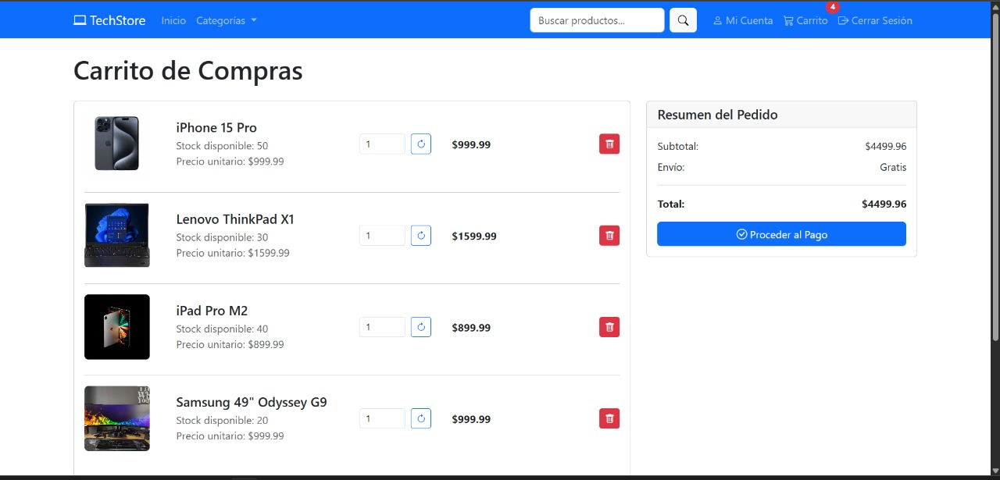 TechStore Inicio Categorías Buscar productos... Mi Cuenta Carrito 4 Cerrar Sesión
Carrito de Compras
iPhone 15 Pro
Stock disponible: 50
Precio unitario: $999.99
1
$999.99
Lenovo ThinkPad X1
Stock disponible: 30
Precio unitario: $1599.99
1
$1599.99
iPad Pro M2
Stock disponible: 40
Precio unitario: $899.99
1
$899.99
Samsung 49" Odyssey G9
Stock disponible: 20
Precio unitario: $999.99
1
$999.99
Resumen del Pedido
Subtotal: $4499.96
Envío: Gratis
Total: $4499.96
Proceder al Pago